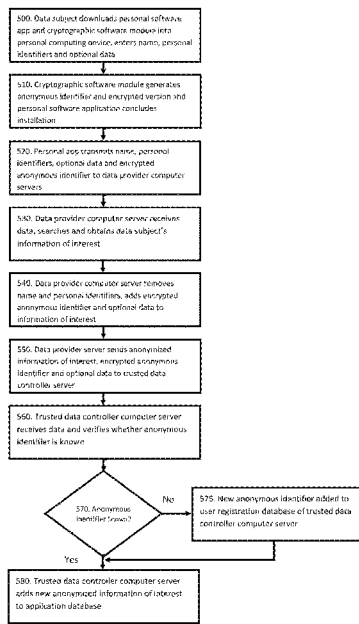 500. Data subject downloads personal software
app and cryptographic software module into
personal computing device, enters name, personal
identifiers and optional data
510. Cryptographic software module generates
anonymous identifier and encrypted version and
personal software application concludes
installation
520. Personal app transmits name, personal
identifiers, optional data and encrypted
anonymous identifier to data provider computer
servers
530. Data provider computer server receives
data, searches and obtains data subject's
information of interest
540. Data provider computer server removes
name and personal identifiers, adds encrypted
anonymous identifier and optional data to
information of interest
550. Data provider server sends anonymized
information of interest, encrypted anonymous
identifier and optional data to trusted data
controller server
560. Trusted data controller computer server
receives data and verifies whether anonymous
identifier is known
570. Anonymous
identifier known?
No
575. New anonymous identifier added to
user registration database of trusted data
controller computer server
Yes
580. Trusted data controller computer server
adds new anonymised information of interest
to application database